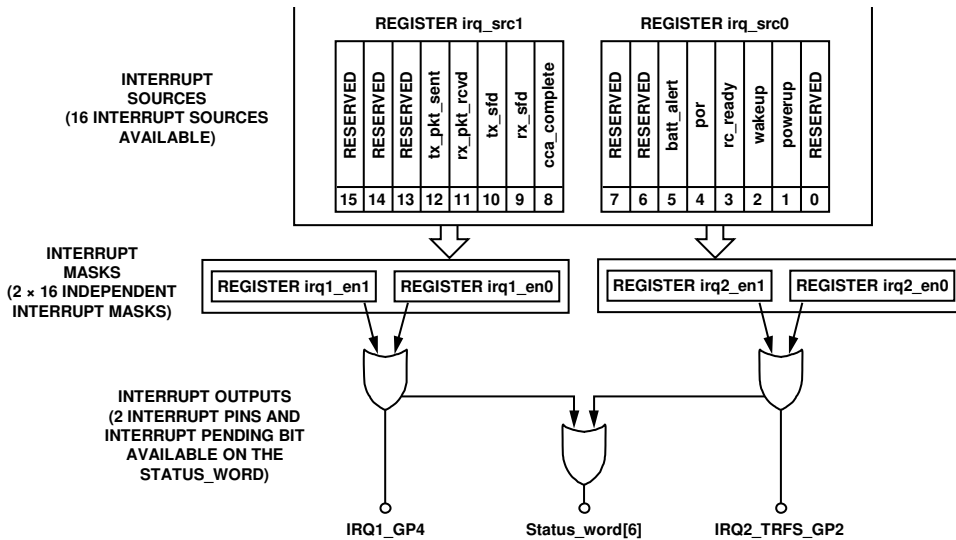 REGISTER irq_src1
REGISTER irq_src0
INTERRUPT
SOURCES
(16 INTERRUPT SOURCES
AVAILABLE)
RESERVED
RESERVED
RESERVED
tx_pkt_sent
rx_pkt_rcvd
tx_sfd
rx_sfd
cca_complete
RESERVED
RESERVED
batt_alert
por
rc_ready
wakeup
powerup
RESERVED
15 14 13 12 11 10 9 8
7 6 5 4 3 2 1 0
INTERRUPT
MASKS
(2 × 16 INDEPENDENT
INTERRUPT MASKS)
REGISTER irq1_en1
REGISTER irq1_en0
REGISTER irq2_en1
REGISTER irq2_en0
INTERRUPT OUTPUTS
(2 INTERRUPT PINS AND
INTERRUPT PENDING BIT
AVAILABLE ON THE
STATUS_WORD)
IRQ1_GP4
Status_word[6]
IRQ2_TRFS_GP2